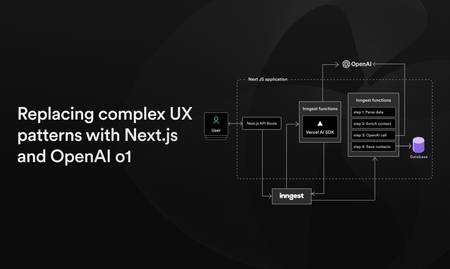 Replacing complex UX
patterns with Next.js
and OpenAI o1
OpenAI
Next JS application
User
Next.js API Route
Inngest functions
Vercel AI SDK
Inngest functions
step 1: Parse data
step 2: Enrich contact
step 3: OpenAI call
step 4: Save contacts
Database
inngest